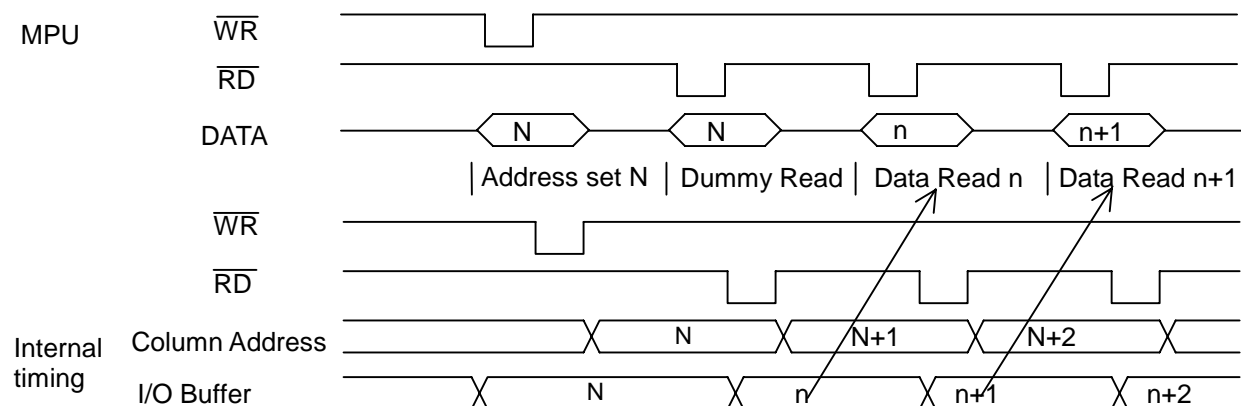 MPU WR
RD
DATA N N n n+1
Address set N Dummy Read Data Read n Data Read n+1
WR
RD
Internal timing
Column Address N N+1 N+2
I/O Buffer N n n+1 n+2